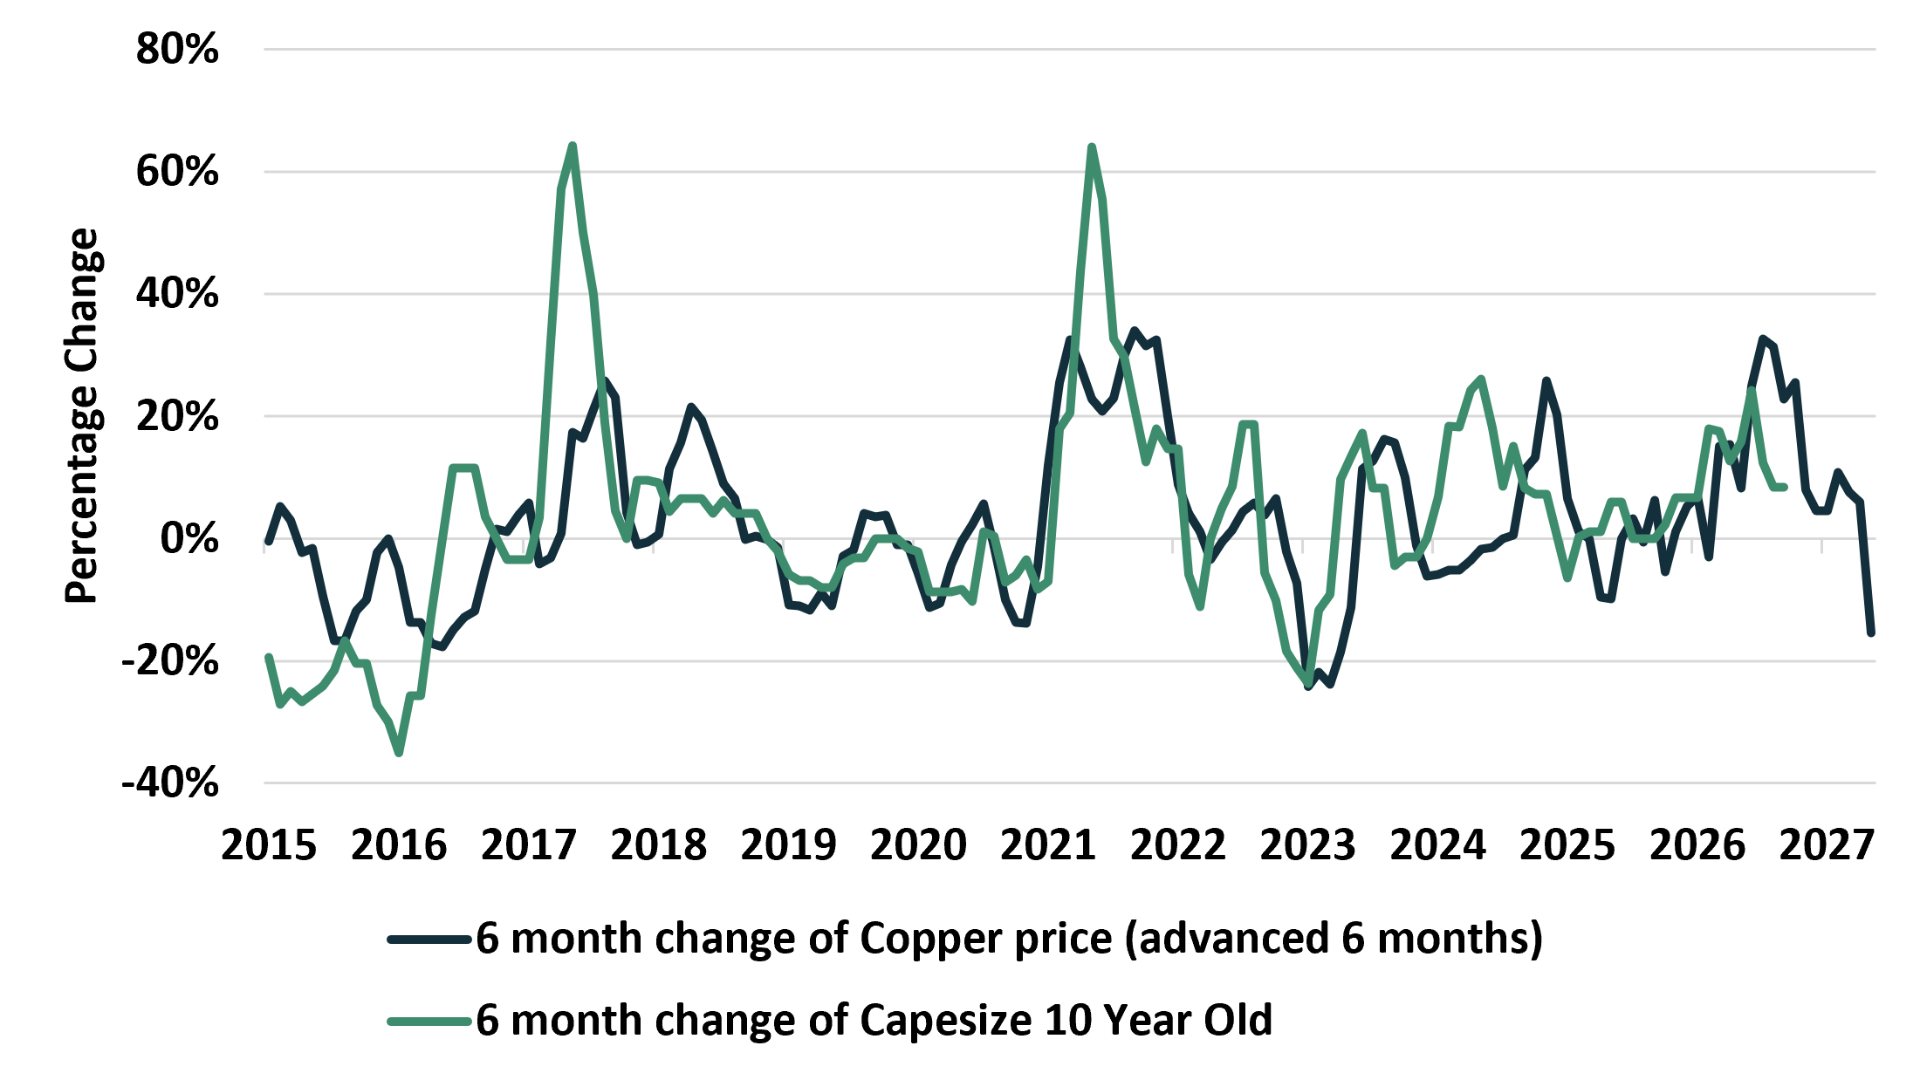 80%
60%
40%
20%
0%
-20%
-40%
Percentage Change
2015 2016 2017 2018 2019 2020 2021 2022 2023 2024 2025 2026 2027
6 month change of Copper price (advanced 6 months)
6 month change of Capesize 10 Year Old